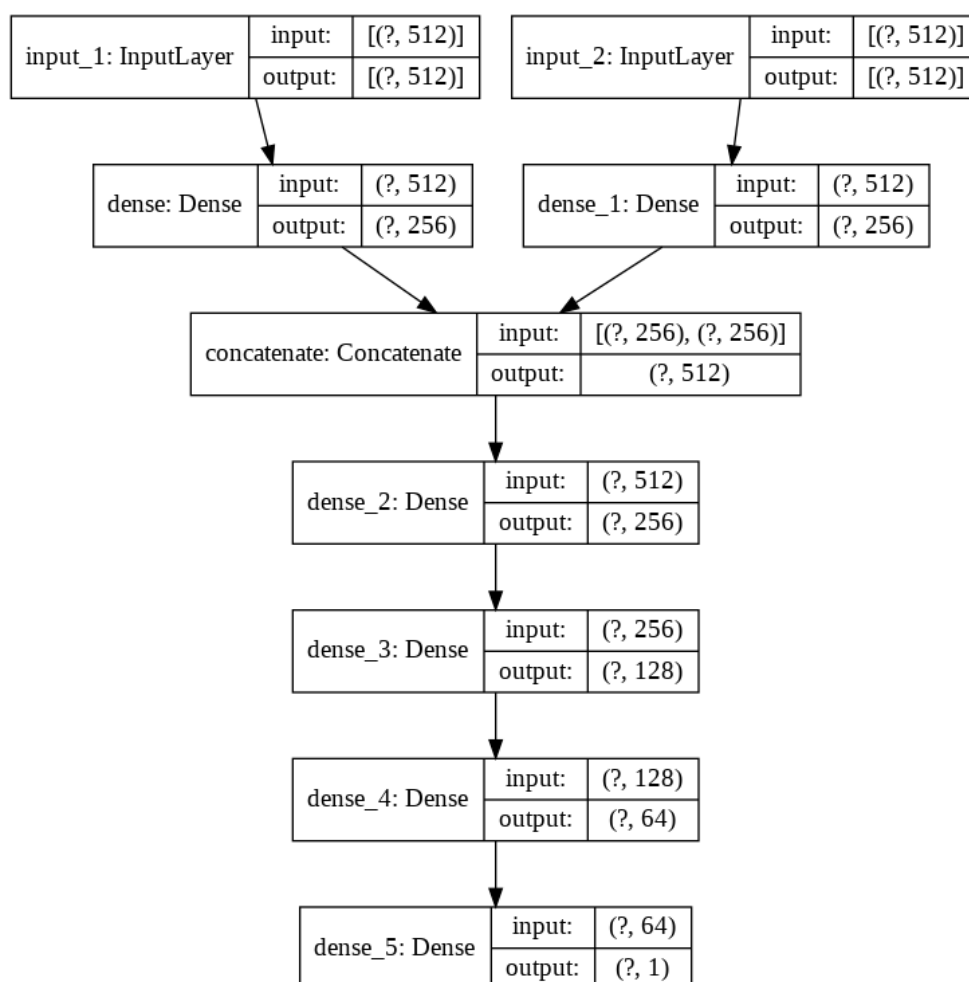 input_1: InputLayer
input: [(?, 512)]
output: [(?, 512)]
input_2: InputLayer
input: [(?, 512)]
output: [(?, 512)]
dense: Dense
input: (?, 512)
output: (?, 256)
dense_1: Dense
input: (?, 512)
output: (?, 256)
concatenate: Concatenate
input: [(?, 256), (?, 256)]
output: (?, 512)
dense_2: Dense
input: (?, 512)
output: (?, 256)
dense_3: Dense
input: (?, 256)
output: (?, 128)
dense_4: Dense
input: (?, 128)
output: (?, 64)
dense_5: Dense
input: (?, 64)
output: (?, 1)